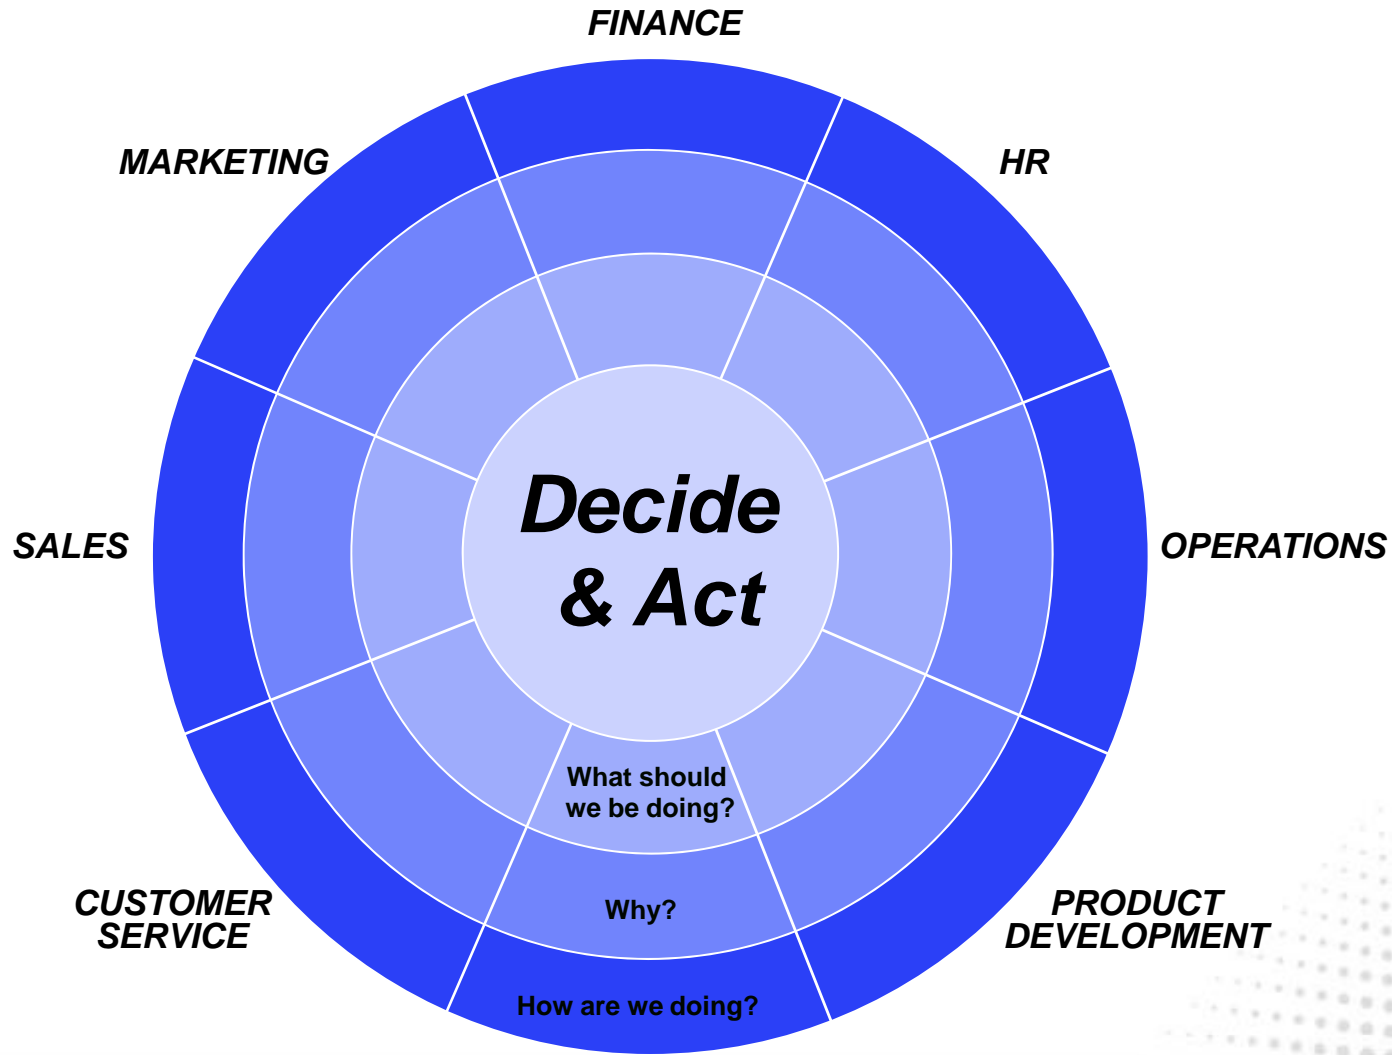 FINANCE
MARKETING
HR
Decide
& Act
SALES
OPERATIONS
What should
we be doing?
Why?
CUSTOMER
SERVICE
PRODUCT
DEVELOPMENT
How are we doing?